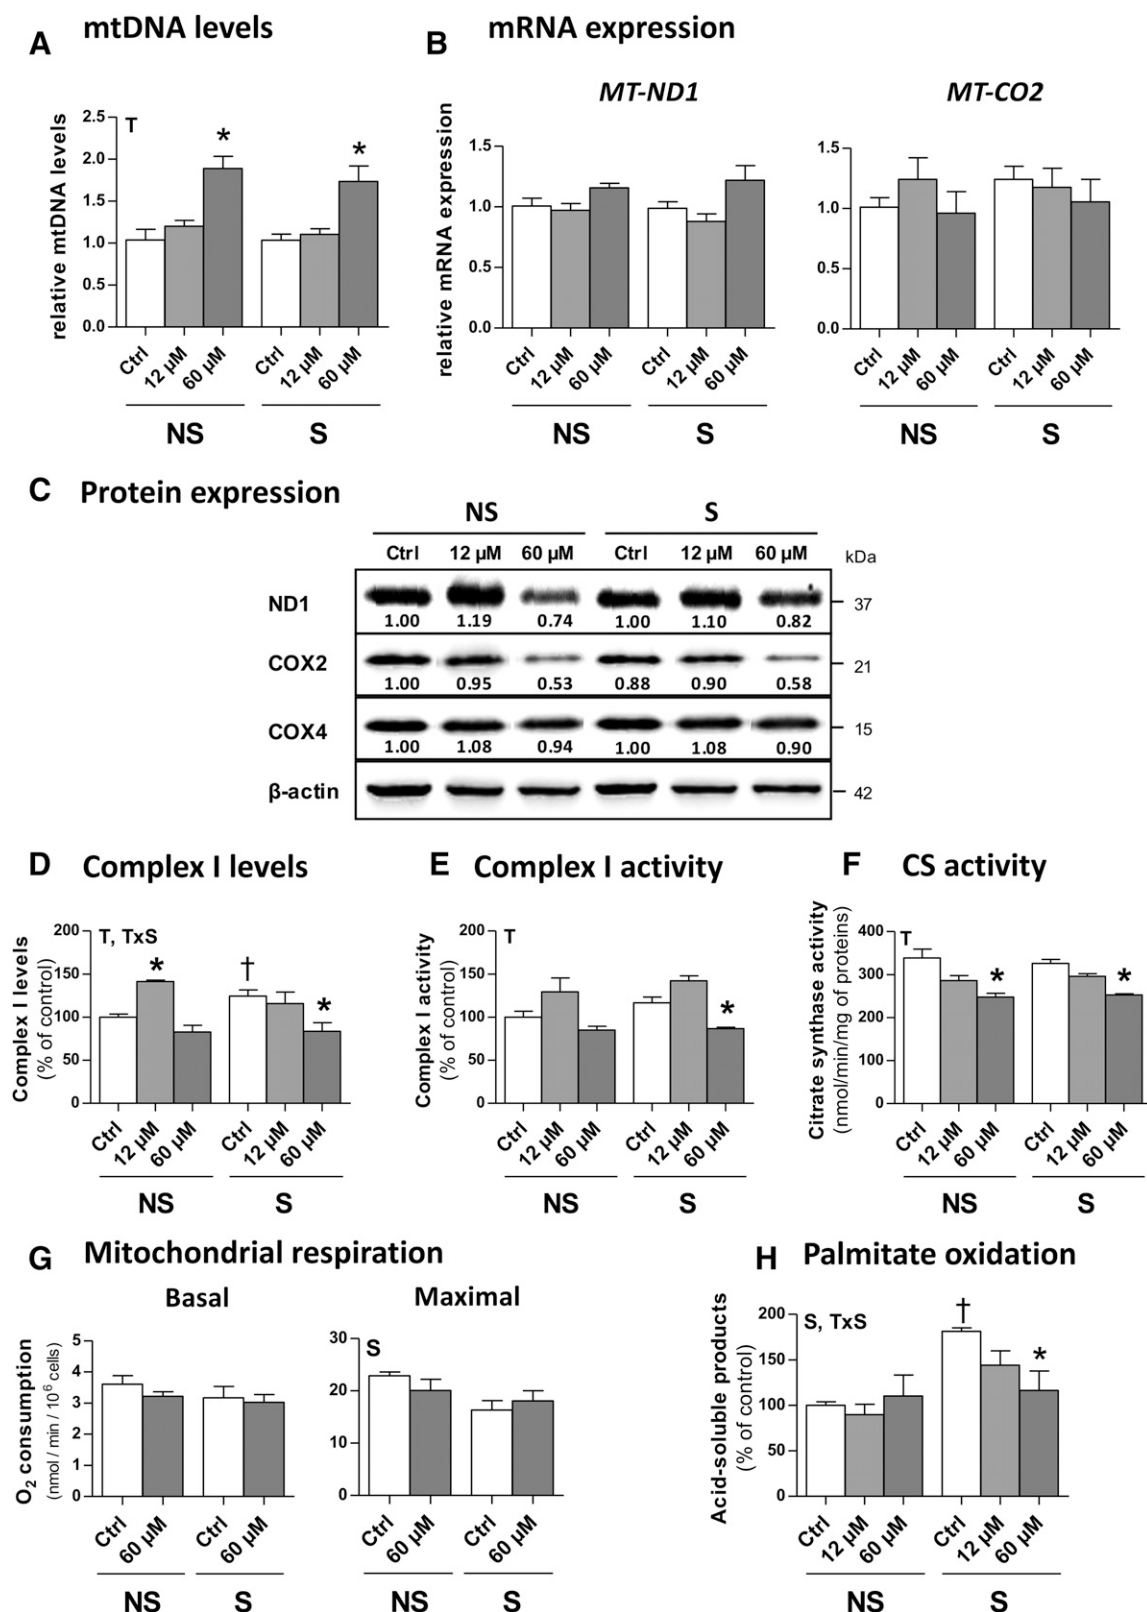 A mtDNA levels
B mRNA expression
MT-ND1 MT-CO2
relative mtDNA levels
2.5
2.0
1.5
1.0
0.5
0.0
T
*
*
Ctrl 12 µM 60 µM Ctrl 12 µM 60 µM
NS S
relative mRNA expression
1.5
1.0
0.5
0.0
Ctrl 12 µM 60 µM Ctrl 12 µM 60 µM
NS S
1.5
1.0
0.5
0.0
Ctrl 12 µM 60 µM Ctrl 12 µM 60 µM
NS S
C Protein expression
NS S
Ctrl 12 µM 60 µM Ctrl 12 µM 60 µM kDa
ND1 37
1.00 1.19 0.74 1.00 1.10 0.82
COX2 21
1.00 0.95 0.53 0.88 0.90 0.58
COX4 15
1.00 1.08 0.94 1.00 1.08 0.90
β-actin 42
D Complex I levels
Complex I levels
(% of control)
200
150
100
50
0
T, TxS
* † *
Ctrl 12 µM 60 µM Ctrl 12 µM 60 µM
NS S
E Complex I activity
Complex I activity
(% of control)
200
150
100
50
0
T
*
Ctrl 12 µM 60 µM Ctrl 12 µM 60 µM
NS S
F CS activity
Citrate synthase activity
(nmol/min/mg of proteins)
400
300
200
100
0
T
* *
Ctrl 12 µM 60 µM Ctrl 12 µM 60 µM
NS S
G Mitochondrial respiration
Basal Maximal
O₂ consumption
(nmol / min / 10⁶ cells)
5
4
3
2
1
0
Ctrl 60 µM Ctrl 60 µM
NS S
30
20
10
0
S
Ctrl 60 µM Ctrl 60 µM
NS S
H Palmitate oxidation
Acid-soluble products
(% of control)
200
150
100
50
0
S, TxS
† *
Ctrl 12 µM 60 µM Ctrl 12 µM 60 µM
NS S